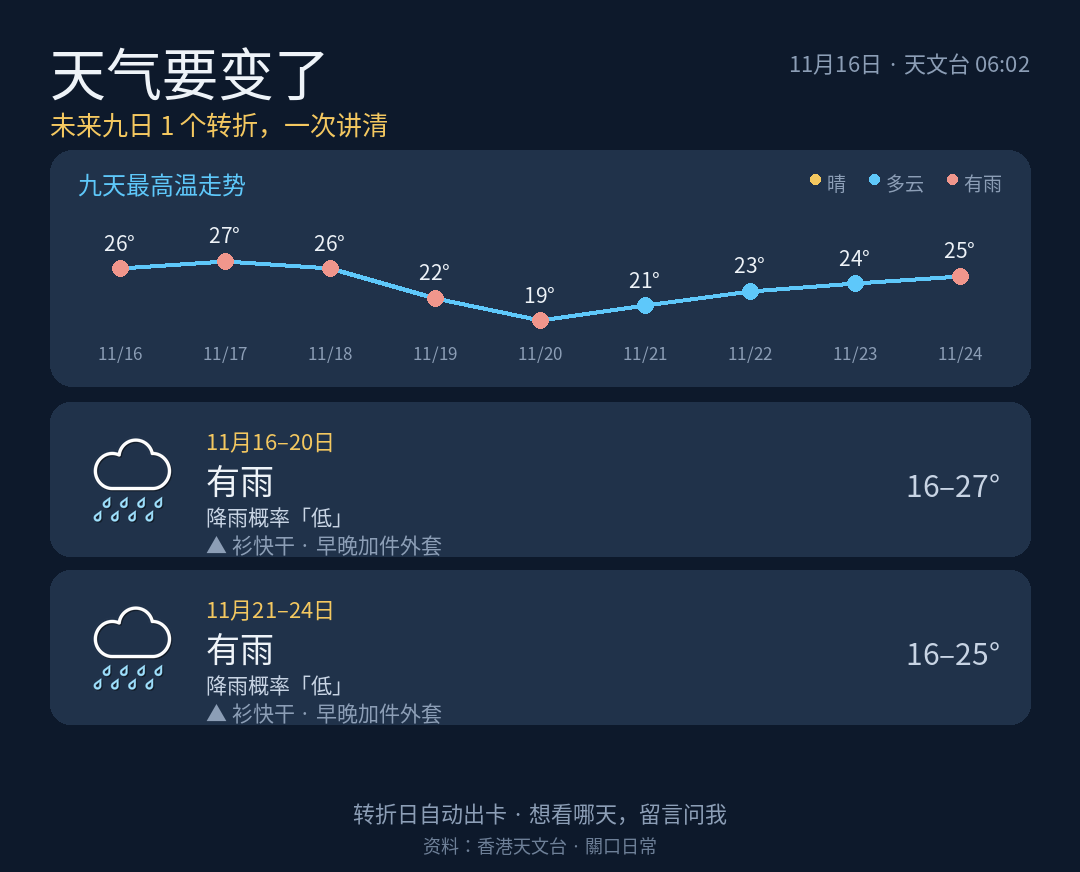 天气要变了
11月16日 · 天文台 06:02
未来九日 1 个转折，一次讲清
九天最高温走势
晴 多云 有雨
26° 27° 26° 22° 19° 21° 23° 24° 25°
11/16 11/17 11/18 11/19 11/20 11/21 11/22 11/23 11/24
11月16–20日
有雨
16–27°
降雨概率「低」
▲ 衫快干 · 早晚加件外套
11月21–24日
有雨
16–25°
降雨概率「低」
▲ 衫快干 · 早晚加件外套
转折日自动出卡 · 想看哪天，留言问我
资料：香港天文台 · 關口日常